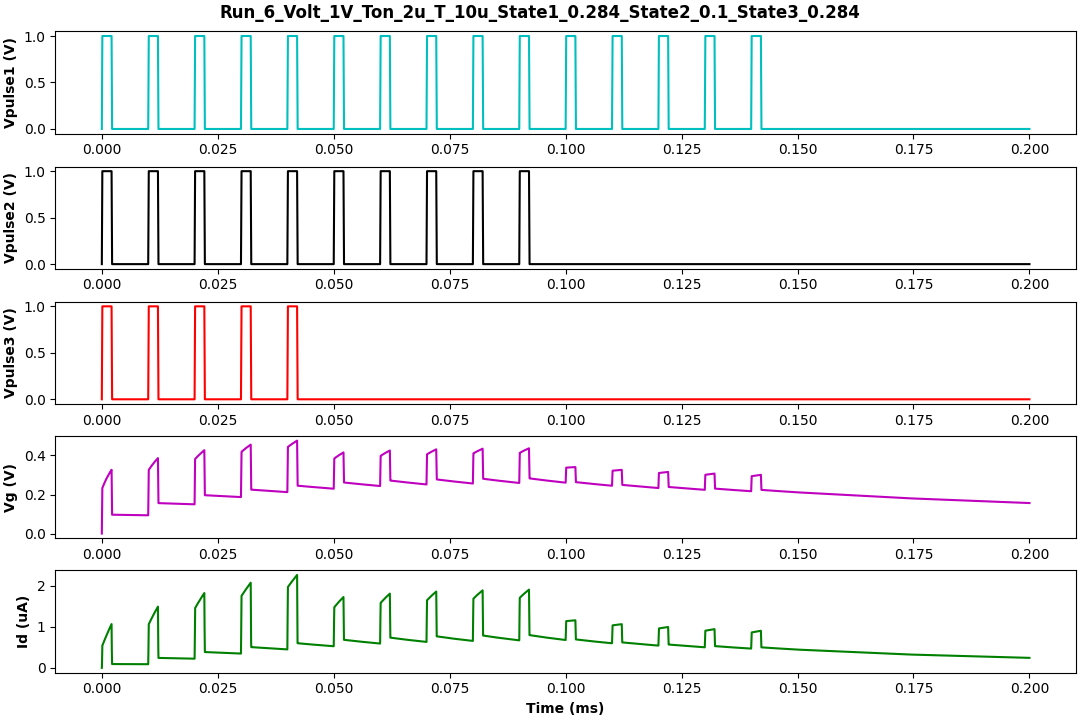 Run_6_Volt_1V_Ton_2u_T_10u_State1_0.284_State2_0.1_State3_0.284
Vpulse1 (V)
1.0
0.5
0.0
0.000 0.025 0.050 0.075 0.100 0.125 0.150 0.175 0.200
Vpulse2 (V)
1.0
0.5
0.0
0.000 0.025 0.050 0.075 0.100 0.125 0.150 0.175 0.200
Vpulse3 (V)
1.0
0.5
0.0
0.000 0.025 0.050 0.075 0.100 0.125 0.150 0.175 0.200
Vg (V)
0.4
0.2
0.0
0.000 0.025 0.050 0.075 0.100 0.125 0.150 0.175 0.200
Id (uA)
2
1
0
0.000 0.025 0.050 0.075 0.100 0.125 0.150 0.175 0.200
Time (ms)